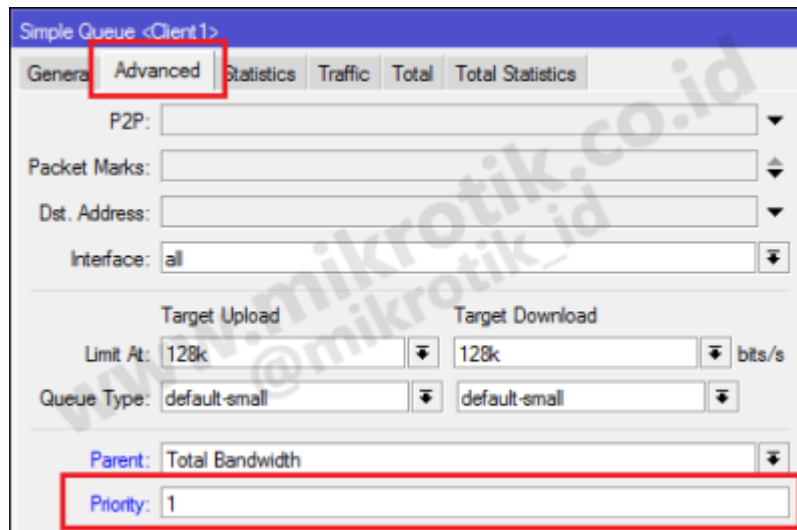 Simple Queue <Client1>
General Advanced Statistics Traffic Total Total Statistics
P2P:
Packet Marks:
Dst. Address:
Interface: all
Target Upload Target Download
Limit At: 128k 128k bits/s
Queue Type: default-small default-small
Parent: Total Bandwidth
Priority: 1
www.mikrotik.co.id
@mikrotik_id